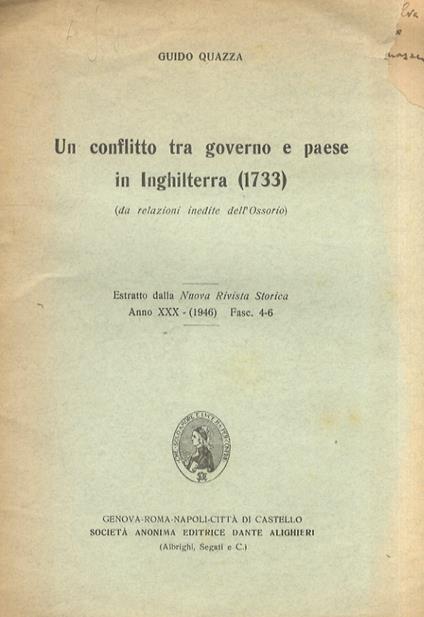 GUIDO QUAZZA
Un conflitto tra governo e paese
in Inghilterra (1733)
(da relazioni inedite dell'Ossorio)
Estratto dalla Nuova Rivista Storica
Anno XXX - (1946) Fasc. 4-6
GENOVA-ROMA-NAPOLI-CITTÀ DI CASTELLO
SOCIETÀ ANONIMA EDITRICE DANTE ALIGHIERI
(Albrighi, Segati e C.)